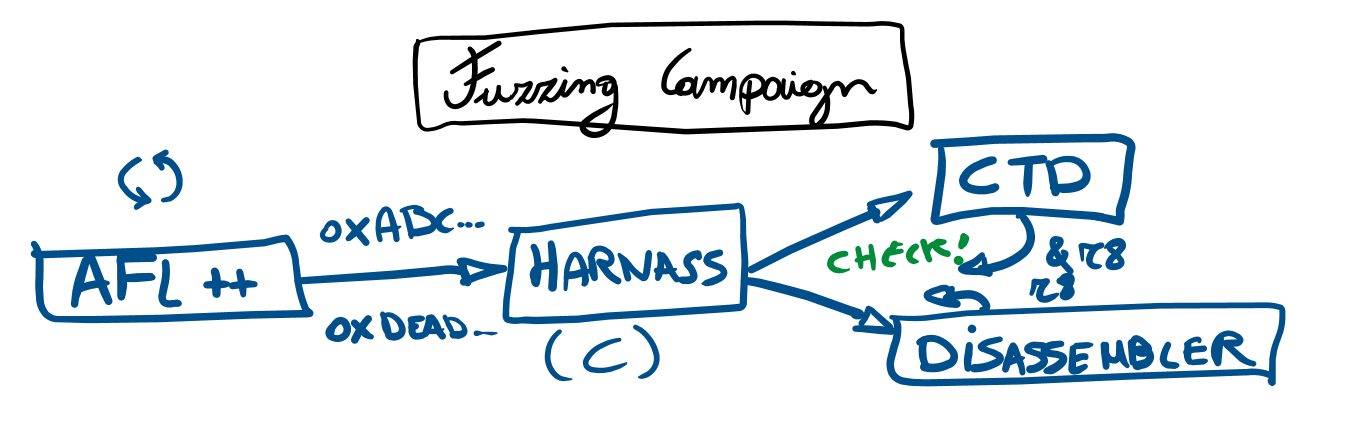 Fuzzing Campaign
0xABC...
CTD
CHECK!
& r8
r8
AFL ++
HARNASS
0xDEAD...
(C)
DISASSEMBLER